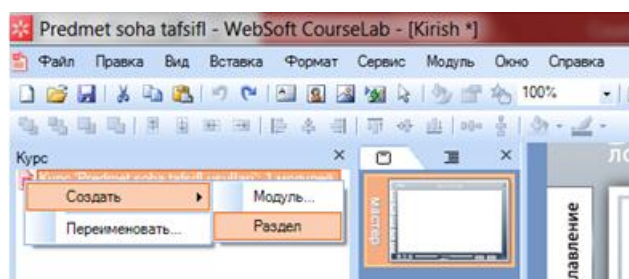 Predmet soha tafsifl - WebSoft CourseLab - [Kirish *]
Файл Правка Вид Вставка Формат Сервис Модуль Окно Справка
100%
Курс
Создать
Модуль...
Переименовать...
Раздел
мастер